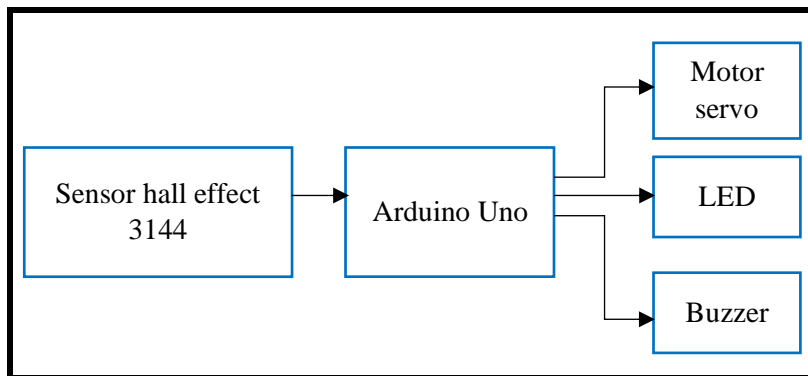 Sensor hall effect
3144
Arduino Uno
Motor
servo
LED
Buzzer